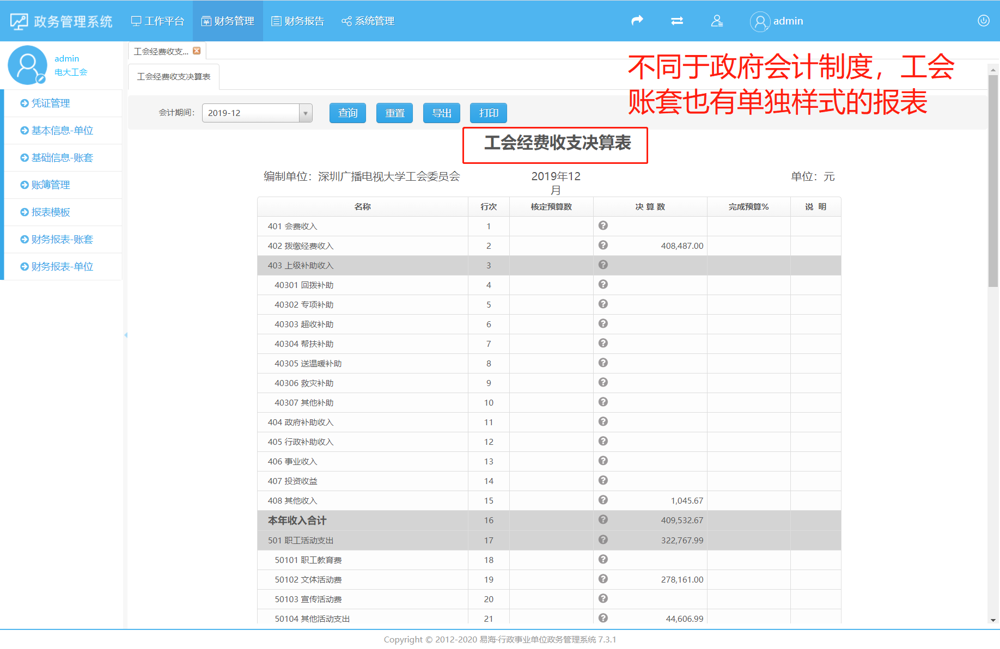 政务管理系统 工作平台 财务管理 财务报告 系统管理 admin
admin
电大工会
凭证管理
基本信息-单位
基础信息-账套
账簿管理
报表模板
财务报表-账套
财务报表-单位
工会经费收支...
工会经费收支决算表
不同于政府会计制度，工会
账套也有单独样式的报表
会计期间： 2019-12 查询 重置 导出 打印
工会经费收支决算表
编制单位：深圳广播电视大学工会委员会 2019年12 单位：元
月
名称 行次 核定预算数 决 算 数 完成预算% 说 明
401 会费收入 1
402 拨缴经费收入 2 408,487.00
403 上级补助收入 3
40301 回拨补助 4
40302 专项补助 5
40303 超收补助 6
40304 帮扶补助 7
40305 送温暖补助 8
40306 救灾补助 9
40307 其他补助 10
404 政府补助收入 11
405 行政补助收入 12
406 事业收入 13
407 投资收益 14
408 其他收入 15 1,045.67
本年收入合计 16 409,532.67
501 职工活动支出 17 322,767.99
50101 职工教育费 18
50102 文体活动费 19 278,161.00
50103 宣传活动费 20
50104 其他活动支出 21 44,606.99
Copyright © 2012-2020 易海·行政事业单位政务管理系统 7.3.1